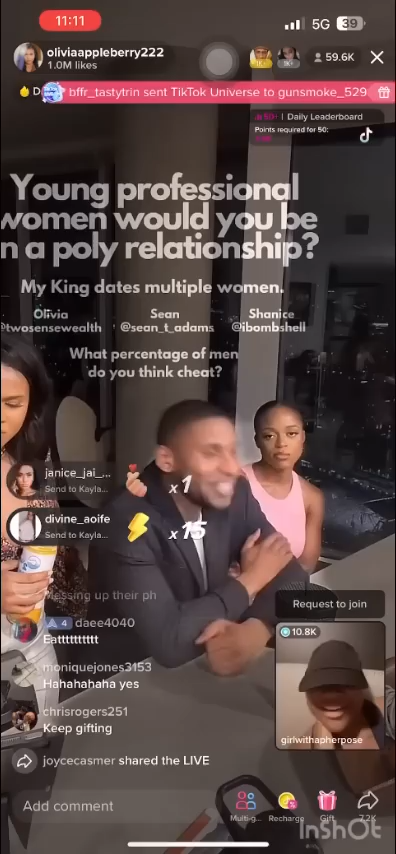 11:11
5G 39
oliviaappleberry222
1.0M likes
59.6K
bffr_tastytrin sent TikTok Universe to gunsmoke_529
Daily Leaderboard
Points required for 50:
Young professional
women would you be
n a poly relationship?
My King dates multiple women.
Olivia Sean Shanice
@twosensewealth @sean_t_adams @ibombshell
What percentage of men
do you think cheat?
janice_jai_...
Send to Kayla...
x1
divine_aoife
Send to Kayla...
x15
essing up their ph
4 daee4040
Eatttttttttt
moniquejones3153
Hahahahaha yes
chrisrogers251
Keep gifting
joycecasmer shared the LIVE
Request to join
10.8K
girlwithapherpose
Add comment
Multi-g... Recharge Gift 7.2K
InShOt